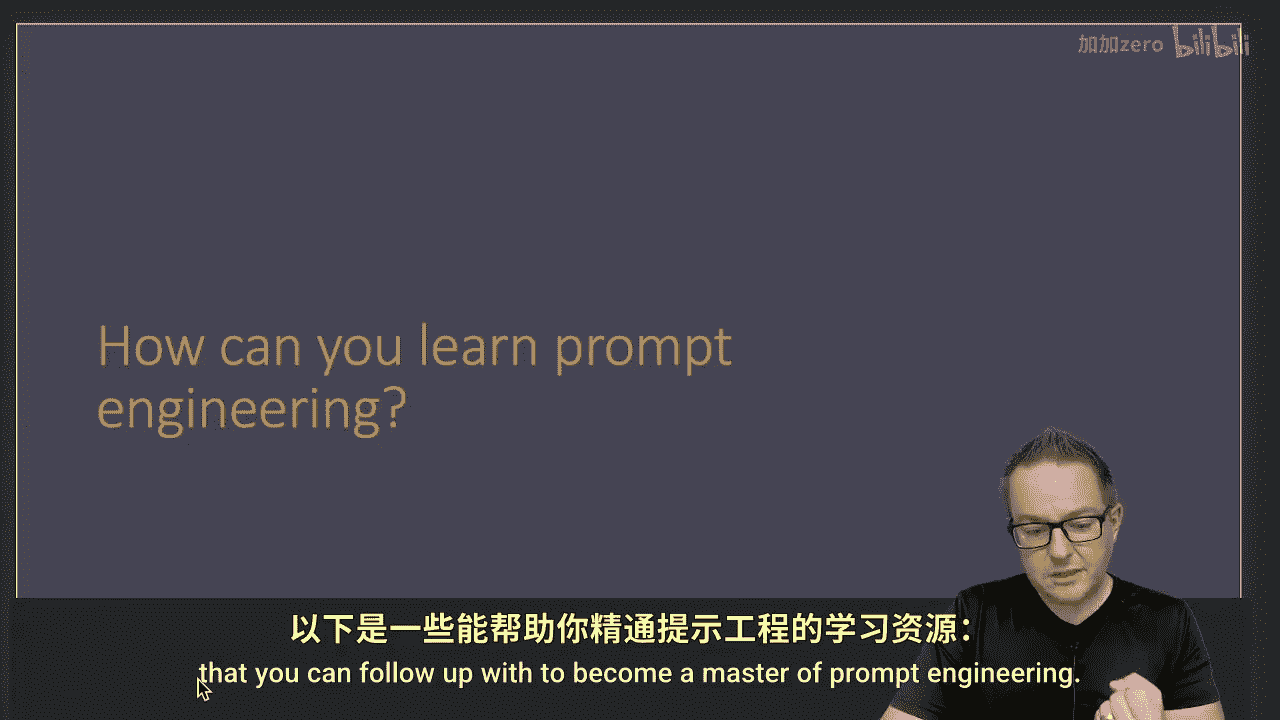 加加zero bilibili
How can you learn prompt
engineering?
以下是一些能帮助你精通提示工程的学习资源：
that you can follow up with to become a master of prompt engineering.